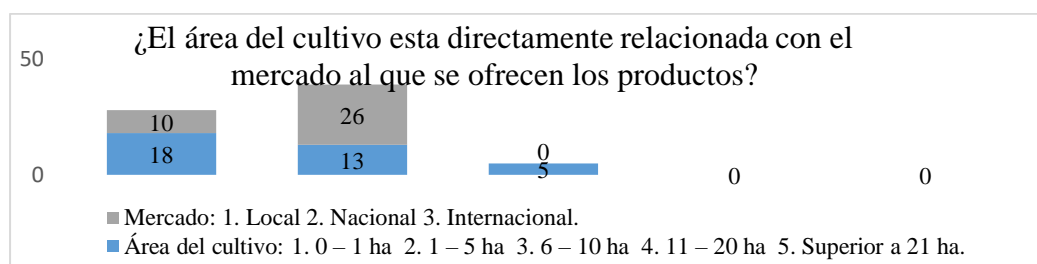 ¿El área del cultivo esta directamente relacionada con el
mercado al que se ofrecen los productos?
50
10
26
0
18
13
5
0
0
0
Mercado: 1. Local 2. Nacional 3. Internacional.
Área del cultivo: 1. 0 – 1 ha 2. 1 – 5 ha 3. 6 – 10 ha 4. 11 – 20 ha 5. Superior a 21 ha.